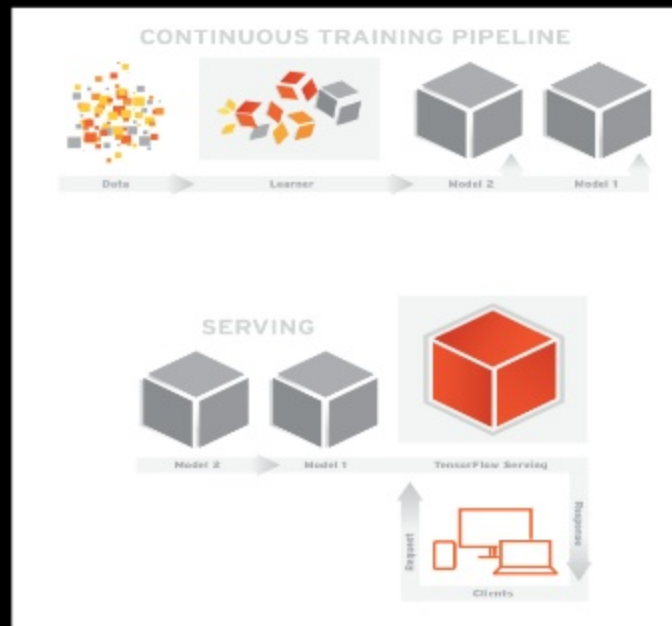 CONTINUOUS TRAINING PIPELINE
Data
Learner
Model 2
Model 1
SERVING
Model 2
Model 1
TensorFlow Serving
Request
Response
Clients